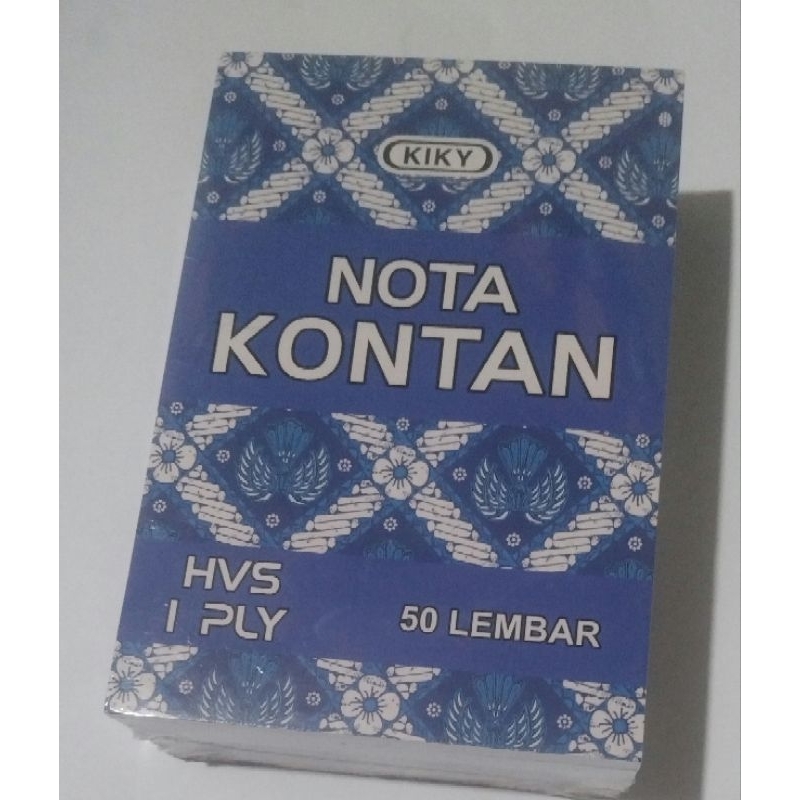 KIKY
NOTA
KONTAN
HVS
1 PLY
50 LEMBAR